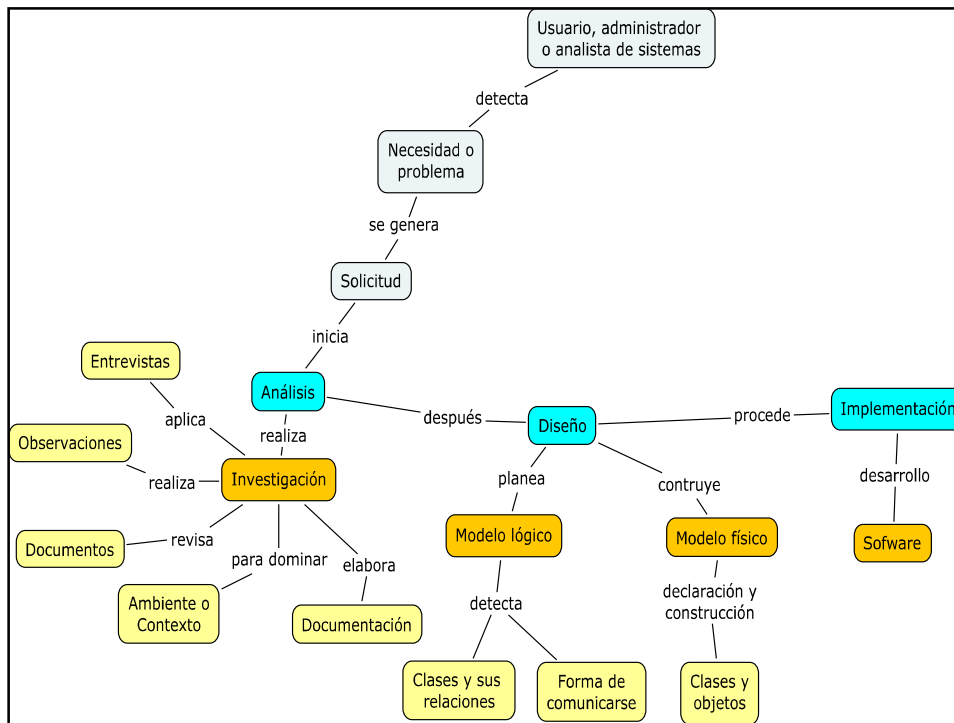 Usuario, administrador
o analista de sistemas
detecta
Necesidad o
problema
se genera
Solicitud
inicia
Entrevistas
Análisis
aplica
después
procede
Implementación
Diseño
Observaciones
realiza
realiza
Investigación
planea
contruye
desarrollo
Documentos
revisa
para dominar
elabora
Modelo lógico
Modelo físico
Sofware
Ambiente o
Contexto
Documentación
detecta
declaración y
construcción
Clases y sus
relaciones
Forma de
comunicarse
Clases y
objetos